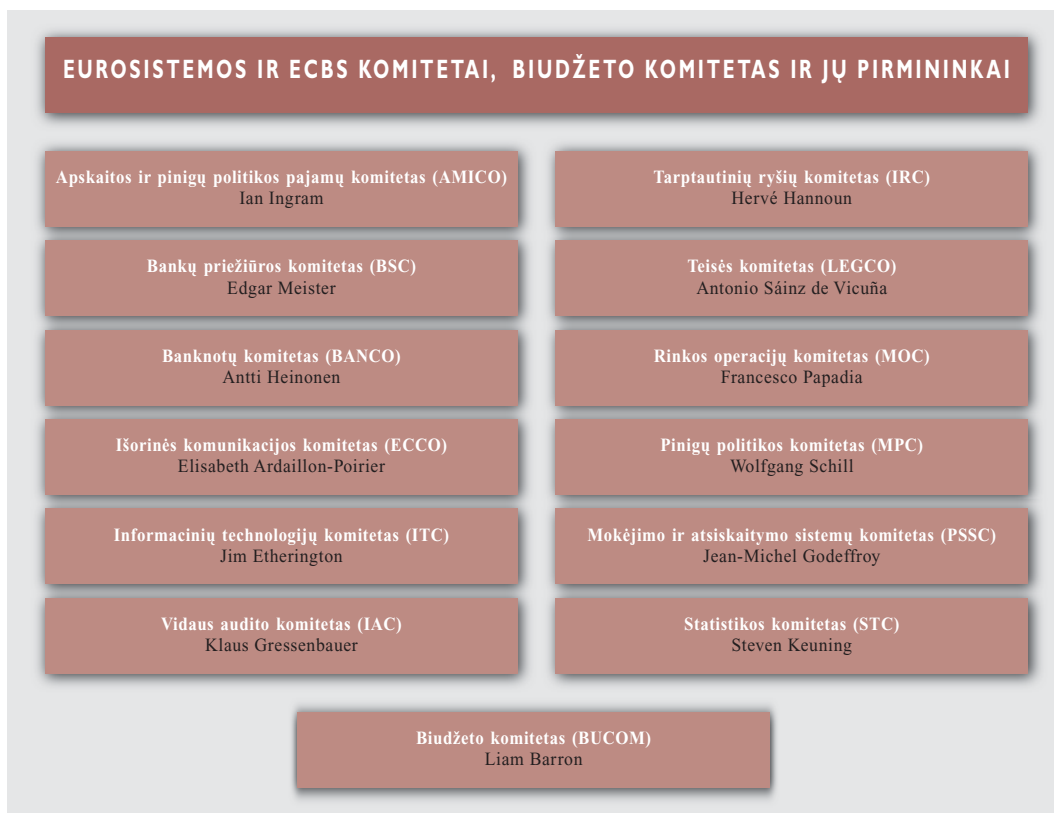 EUROSISTEMOS IR ECBS KOMITETAI, BIUDŽETO KOMITETAS IR JŲ PIRMININKAI
Apskaitos ir pinigų politikos pajamų komitetas (AMICO)
Ian Ingram
Bankų priežiūros komitetas (BSC)
Edgar Meister
Banknotų komitetas (BANCO)
Antti Heinonen
Išorinės komunikacijos komitetas (ECCO)
Elisabeth Ardaillon-Poirier
Informacinių technologijų komitetas (ITC)
Jim Etherington
Vidaus audito komitetas (IAC)
Klaus Gressenbauer
Tarptautinių ryšių komitetas (IRC)
Hervé Hannoun
Teisės komitetas (LEGCO)
Antonio Sáinz de Vicuña
Rinkos operacijų komitetas (MOC)
Francesco Papadia
Pinigų politikos komitetas (MPC)
Wolfgang Schill
Mokėjimo ir atsiskaitymo sistemų komitetas (PSSC)
Jean-Michel Godeffroy
Statistikos komitetas (STC)
Steven Keuning
Biudžeto komitetas (BUCOM)
Liam Barron